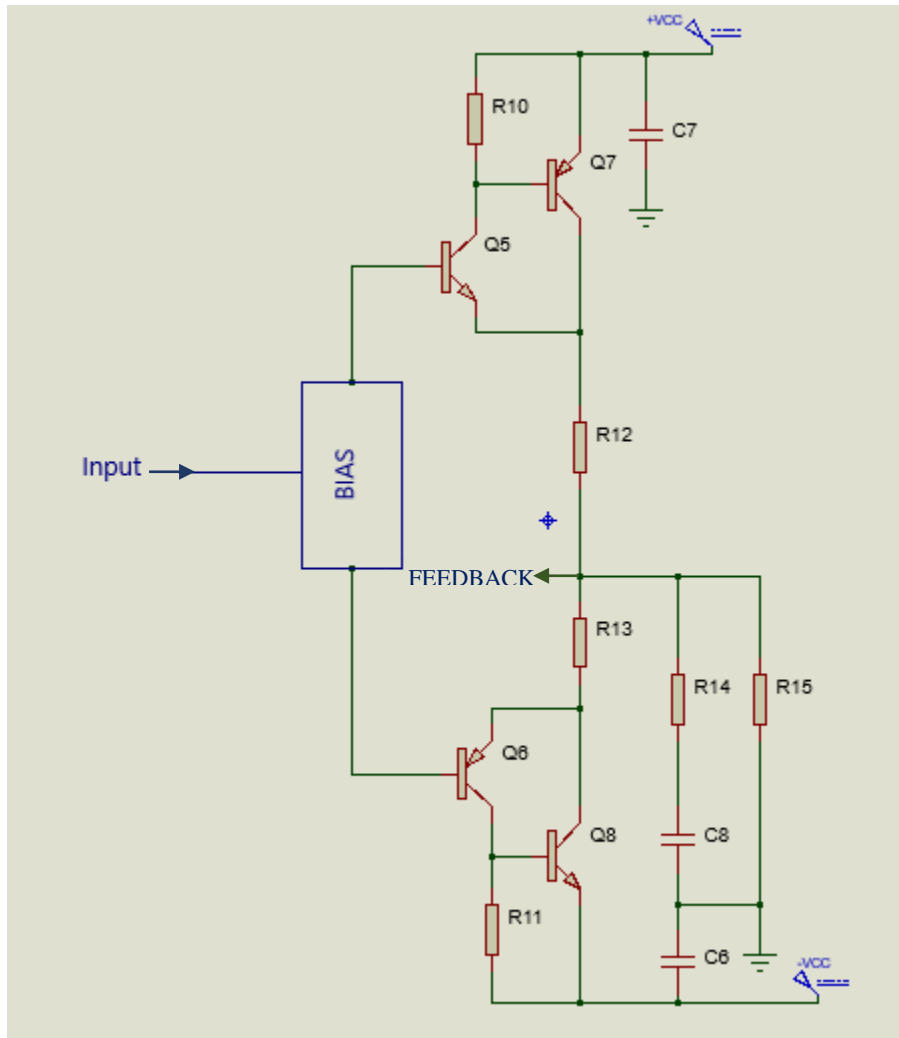 +VCC
R10
C7
Q7
Q5
R12
Input
BIAS
FEEDBACK
R13
R14
R15
Q6
Q8
C8
R11
C6
-VCC